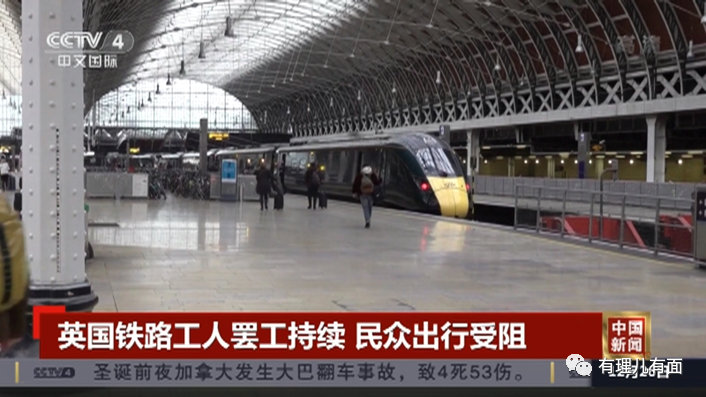 CCTV 4
中文国际
英国铁路工人罢工持续 民众出行受阻
中国
新闻
CCTV 4 圣诞前夜加拿大发生大巴翻车事故，致4死53伤。
有理儿有面